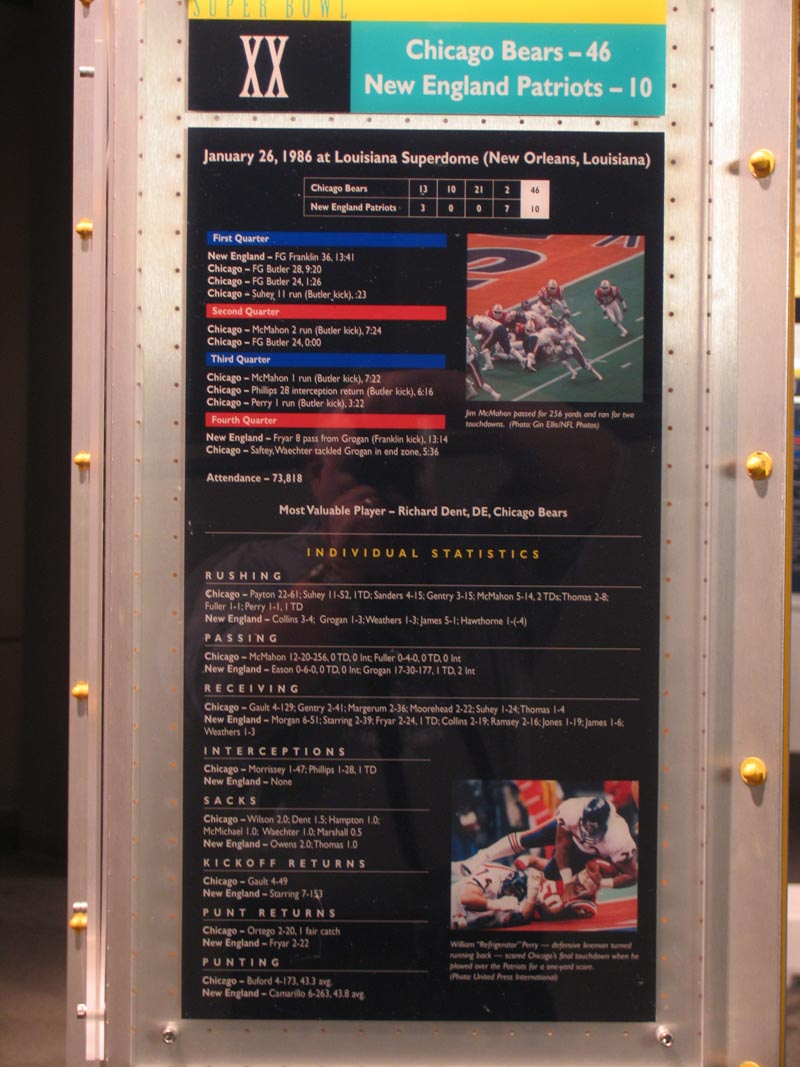 SUPER BOWL
XX
Chicago Bears – 46
New England Patriots – 10
January 26, 1986 at Louisiana Superdome (New Orleans, Louisiana)
Chicago Bears 13 10 21 2 46
New England Patriots 3 0 0 7 10
First Quarter
New England – FG Franklin 36, 13:41
Chicago – FG Butler 28, 9:20
Chicago – FG Butler 24, 1:26
Chicago – Suhey 11 run (Butler kick), :23
Second Quarter
Chicago – McMahon 2 run (Butler kick), 7:24
Chicago – FG Butler 24, 0:00
Third Quarter
Chicago – McMahon 1 run (Butler kick), 7:22
Chicago – Phillips 28 interception return (Butler kick), 6:16
Chicago – Perry 1 run (Butler kick), 3:22
Fourth Quarter
New England – Fryar 8 pass from Grogan (Franklin kick), 13:14
Chicago – Saftey, Waechter tackled Grogan in end zone, 5:36
Jim McMahon passed for 256 yards and ran for two
touchdowns. (Photo: Gin Ellis/NFL Photos)
Attendance – 73,818
Most Valuable Player – Richard Dent, DE, Chicago Bears
INDIVIDUAL STATISTICS
RUSHING
Chicago – Payton 22-61; Suhey 11-52, 1TD; Sanders 4-15; Gentry 3-15; McMahon 5-14, 2 TDs; Thomas 2-8;
Fuller 1-1; Perry 1-1, 1 TD
New England – Collins 3-4; Grogan 1-3; Weathers 1-3; James 5-1; Hawthorne 1-(-4)
PASSING
Chicago – McMahon 12-20-256, 0 TD, 0 Int; Fuller 0-4-0, 0 TD, 0 Int
New England – Eason 0-6-0, 0 TD, 0 Int; Grogan 17-30-177, 1 TD, 2 Int
RECEIVING
Chicago – Gault 4-129; Gentry 2-41; Margerum 2-36; Moorehead 2-22; Suhey 1-24; Thomas 1-4
New England – Morgan 6-51; Starring 2-39; Fryar 2-24, 1 TD; Collins 2-19; Ramsey 2-16; Jones 1-19; James 1-6;
Weathers 1-3
INTERCEPTIONS
Chicago – Morrissey 1-47; Phillips 1-28, 1 TD
New England – None
SACKS
Chicago – Wilson 2.0; Dent 1.5; Hampton 1.0;
McMichael 1.0; Waechter 1.0; Marshall 0.5
New England – Owens 2.0; Thomas 1.0
KICKOFF RETURNS
Chicago – Gault 4-49
New England – Starring 7-153
PUNT RETURNS
Chicago – Ortego 2-20, 1 fair catch
New England – Fryar 2-22
PUNTING
Chicago – Buford 4-173, 43.3 avg.
New England – Camarillo 6-263, 43.8 avg.
William "Refrigerator" Perry — defensive lineman turned
running back — scored Chicago's final touchdown when he
plowed over the Patriots for a one-yard score.
(Photo: United Press International)